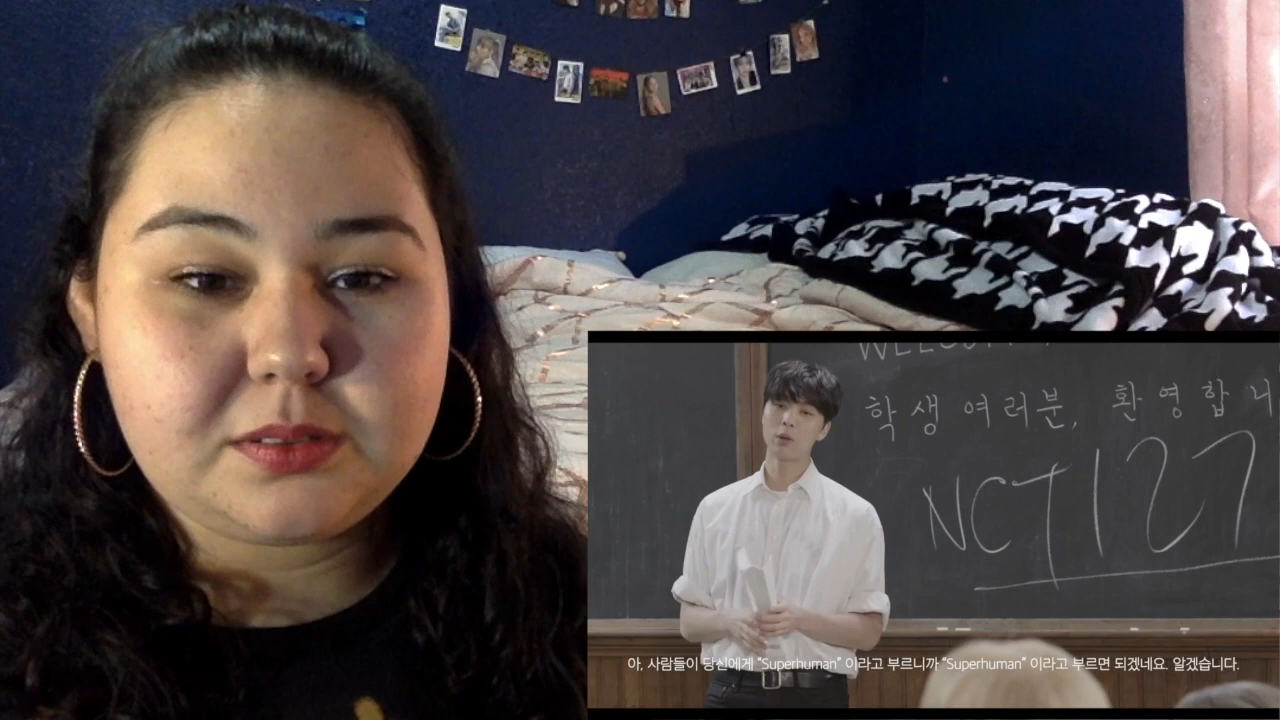 학생 여러분, 환영합니
NCT 127
아, 사람들이 당신에게 “Superhuman” 이라고 부르니까 “Superhuman” 이라고 부르면 되겠네요. 알겠습니다.